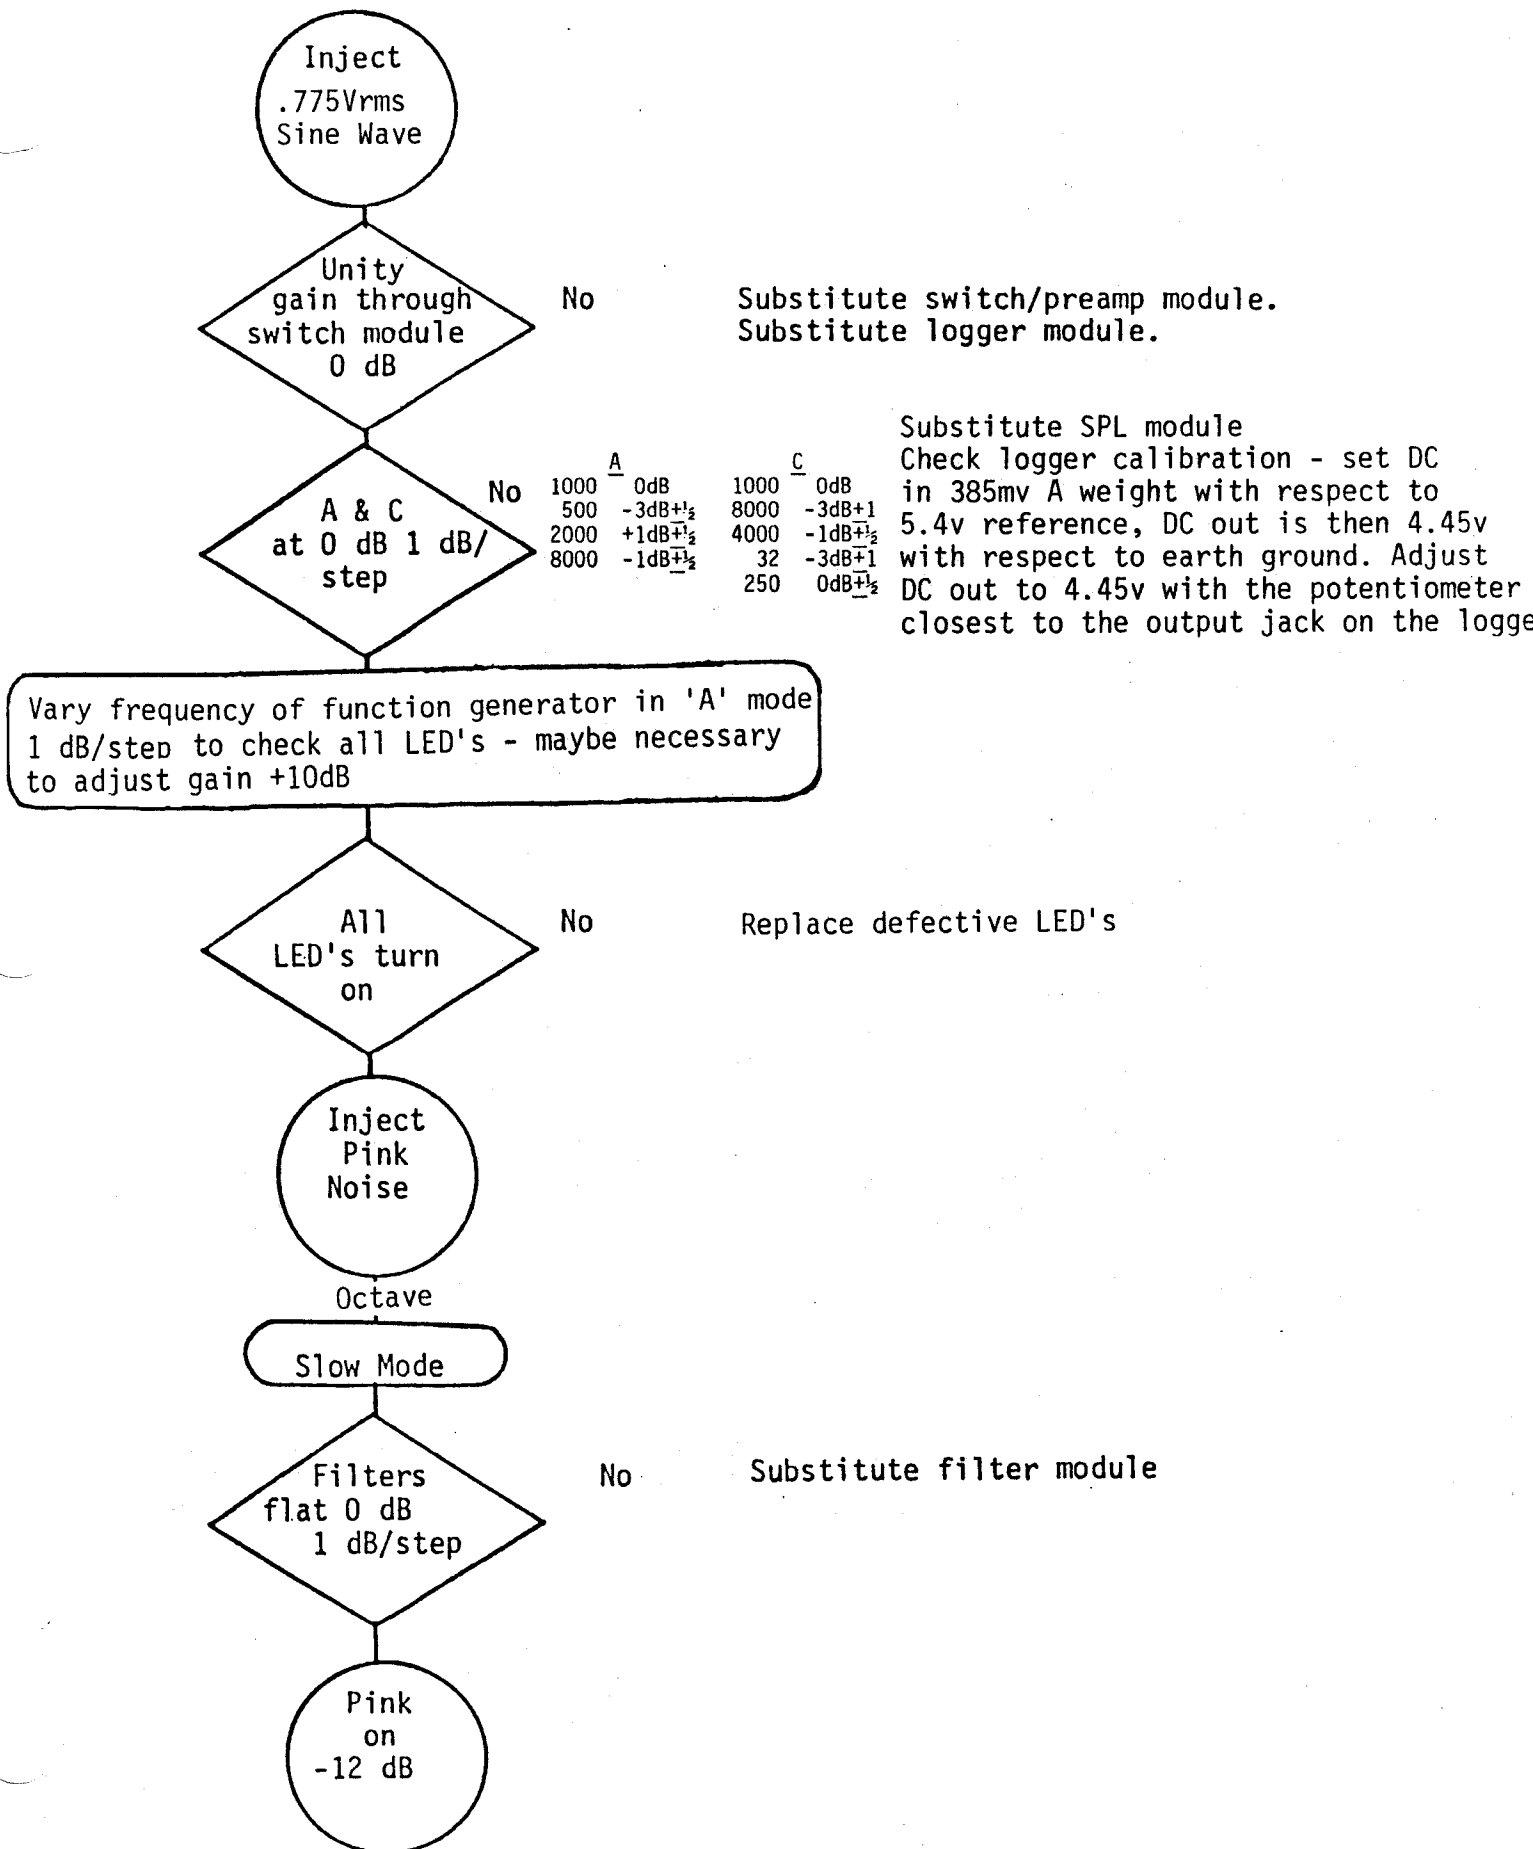 Inject
.775Vrms
Sine Wave
Unity
gain through
switch module
0 dB
No
Substitute switch/preamp module.
Substitute logger module.
A & C
at 0 dB 1 dB/
step
No
A
1000 0dB
500 -3dB±½
2000 +1dB±½
8000 -1dB±½
C
1000 0dB
8000 -3dB±1
4000 -1dB±½
32 -3dB±1
250 0dB±½
Substitute SPL module
Check logger calibration - set DC
in 385mv A weight with respect to
5.4v reference, DC out is then 4.45v
with respect to earth ground. Adjust
DC out to 4.45v with the potentiometer
closest to the output jack on the logge
Vary frequency of function generator in 'A' mode
1 dB/step to check all LED's - maybe necessary
to adjust gain +10dB
All
LED's turn
on
No
Replace defective LED's
Inject
Pink
Noise
Octave
Slow Mode
Filters
flat 0 dB
1 dB/step
No
Substitute filter module
Pink
on
-12 dB